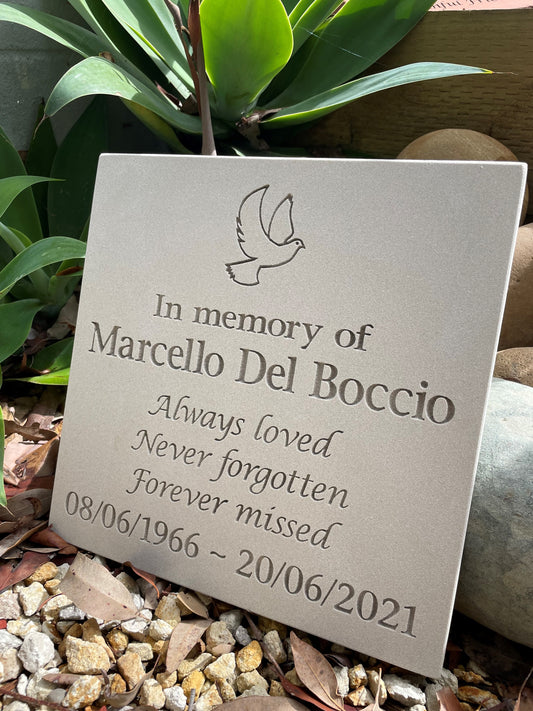 In memory of
Marcello Del Boccio
Always loved
Never forgotten
Forever missed
08/06/1966 ~ 20/06/2021